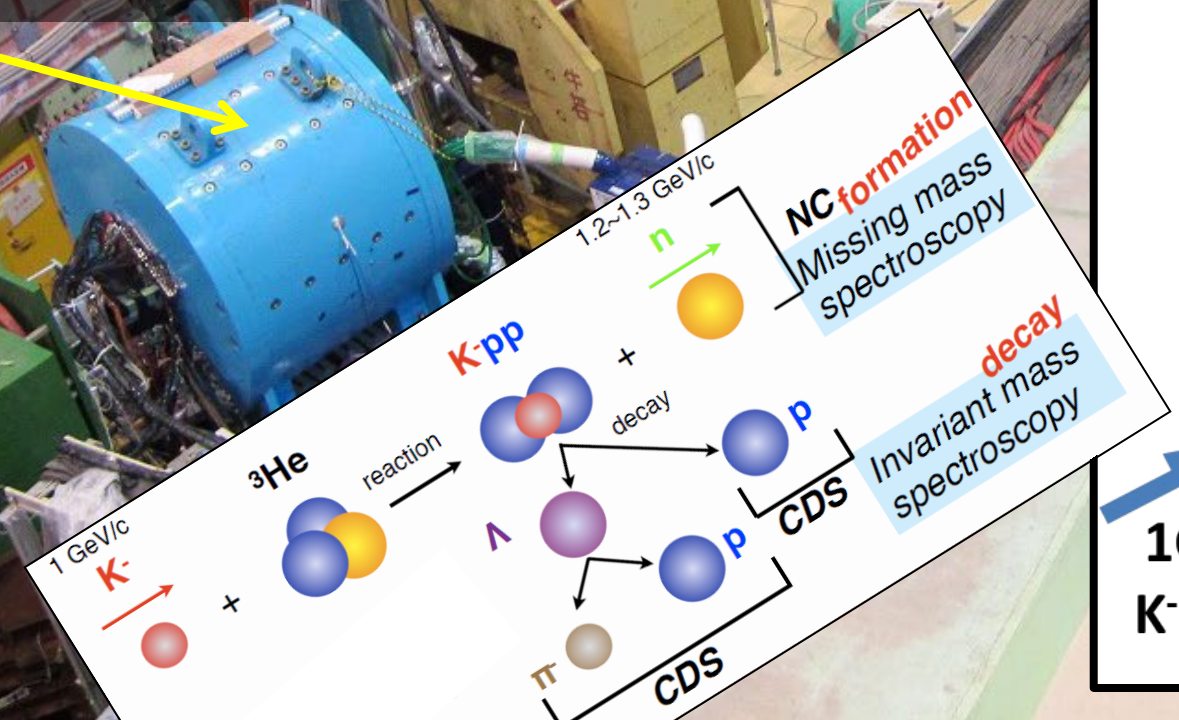 1.2~1.3 GeV/c
n
NC
formation
Missing mass
spectroscopy
K-pp
+
decay
decay
Invariant mass
spectroscopy
p
CDS
³He
reaction
Λ
p
1 GeV/c
K-
+
π-
CDS
K-